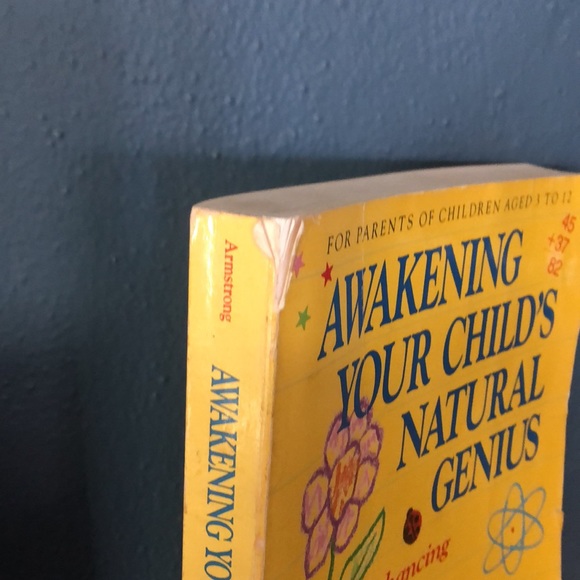 Armstrong
AWAKENING YO
FOR PARENTS OF CHILDREN AGED 3 TO 12
45
+37
82
AWAKENING
YOUR CHILD'S
NATURAL
GENIUS
hancing